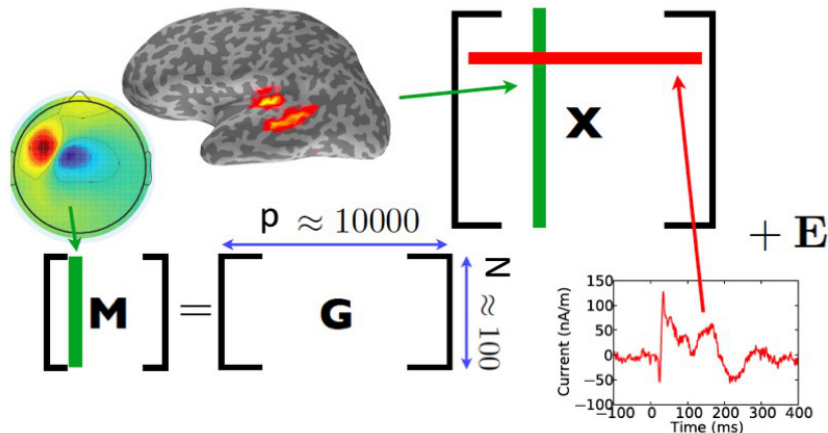 X
p ≈ 10000
+ E
M
=
G
N ≈ 100
Current (nA/m)
150
100
50
0
−50
−100
−100 0 100 200 300 400
Time (ms)